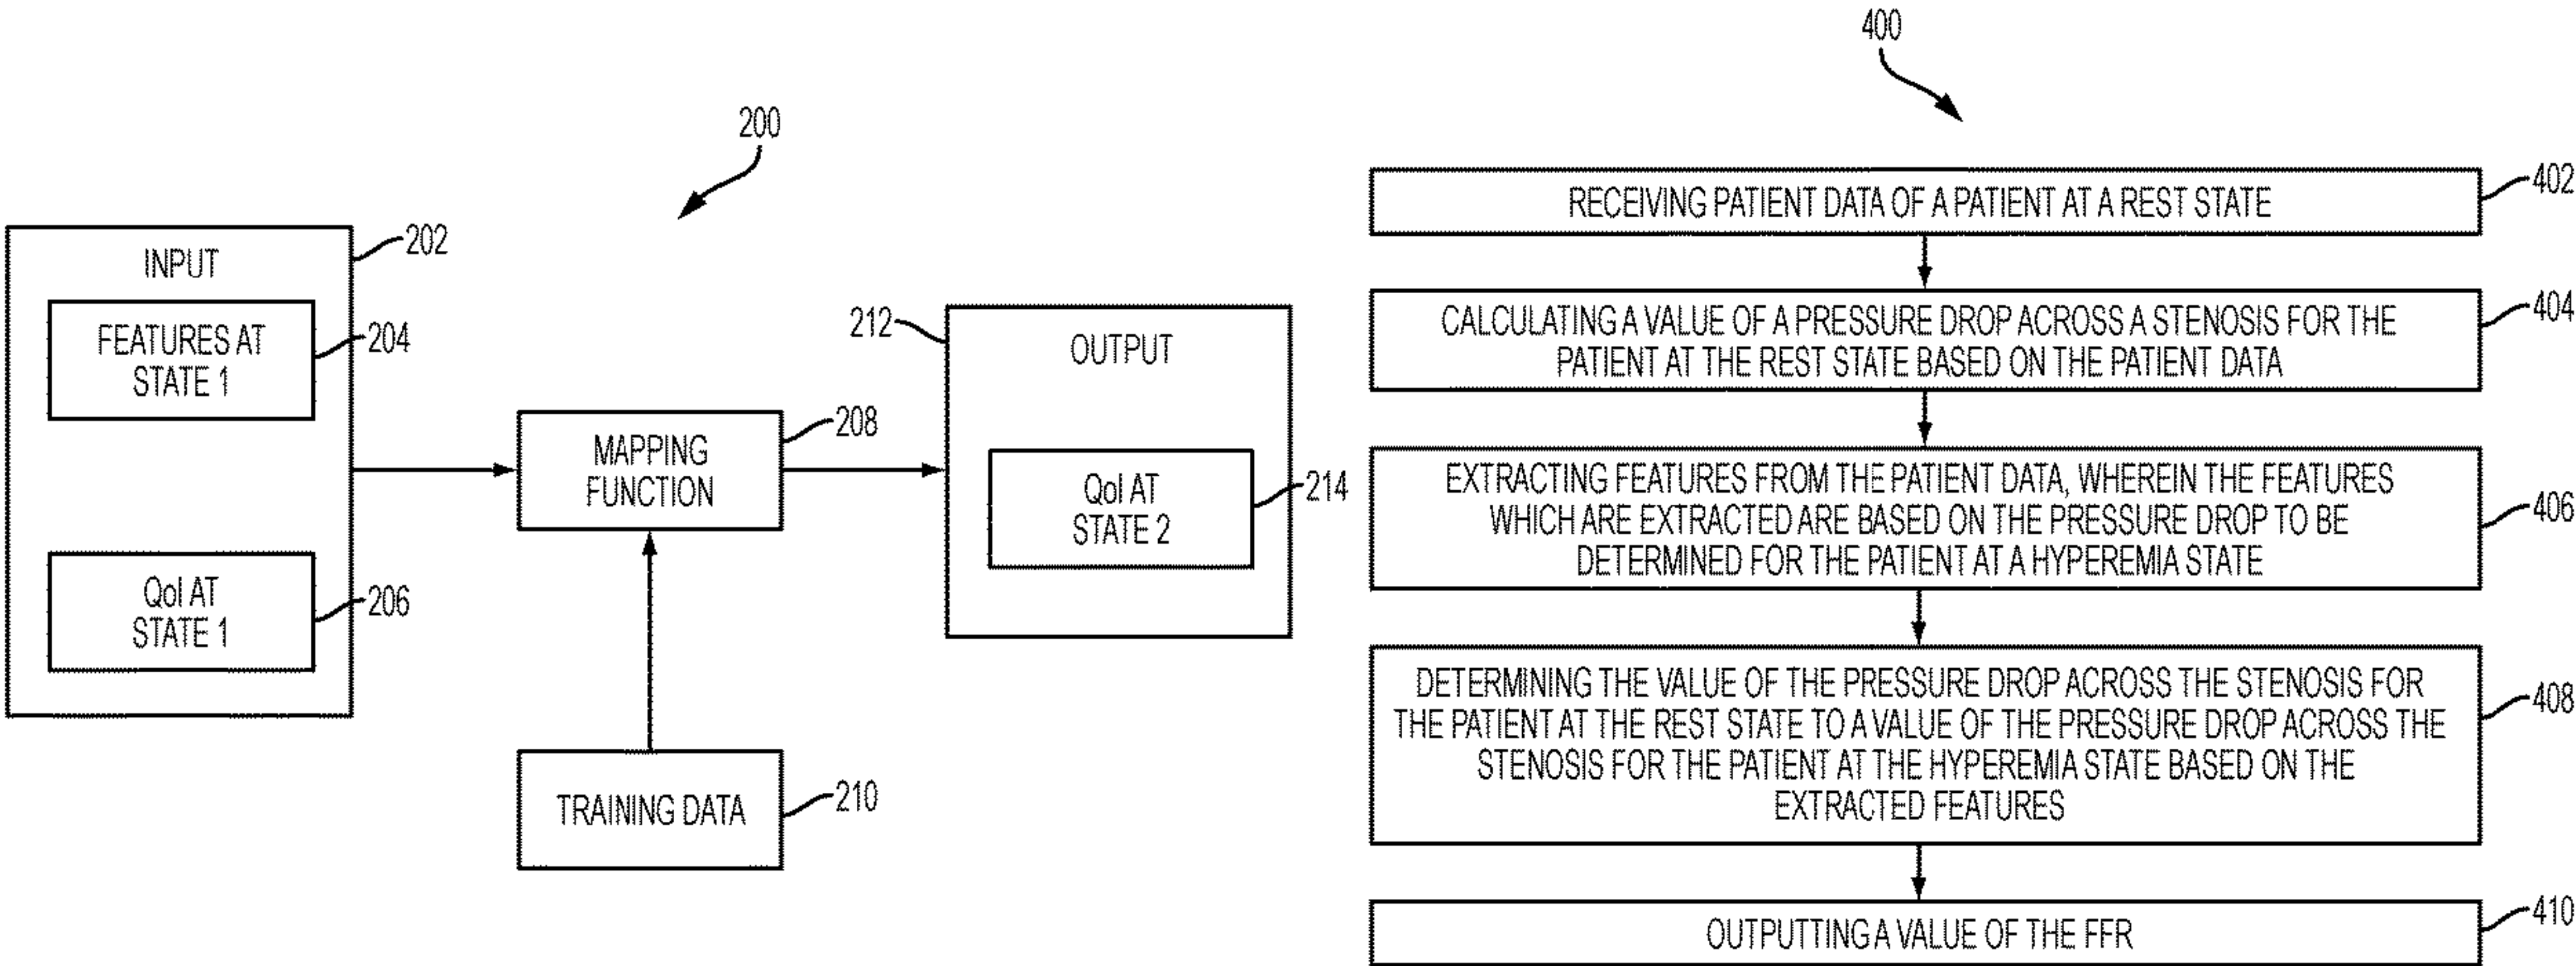 200
INPUT
202
FEATURES AT
STATE 1
204
QoI AT
STATE 1
206
MAPPING
FUNCTION
208
TRAINING DATA
210
212
OUTPUT
QoI AT
STATE 2
214
400
RECEIVING PATIENT DATA OF A PATIENT AT A REST STATE
402
CALCULATING A VALUE OF A PRESSURE DROP ACROSS A STENOSIS FOR THE
PATIENT AT THE REST STATE BASED ON THE PATIENT DATA
404
EXTRACTING FEATURES FROM THE PATIENT DATA, WHEREIN THE FEATURES
WHICH ARE EXTRACTED ARE BASED ON THE PRESSURE DROP TO BE
DETERMINED FOR THE PATIENT AT A HYPEREMIA STATE
406
DETERMINING THE VALUE OF THE PRESSURE DROP ACROSS THE STENOSIS FOR
THE PATIENT AT THE REST STATE TO A VALUE OF THE PRESSURE DROP ACROSS THE
STENOSIS FOR THE PATIENT AT THE HYPEREMIA STATE BASED ON THE
EXTRACTED FEATURES
408
OUTPUTTING A VALUE OF THE FFR
410